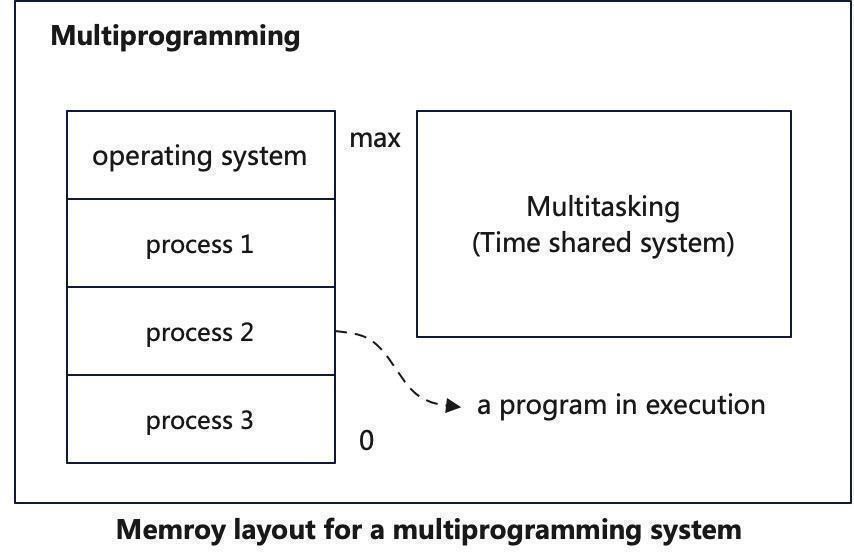 Multiprogramming
operating system
max
process 1
process 2
process 3
0
Multitasking
(Time shared system)
a program in execution
Memroy layout for a multiprogramming system